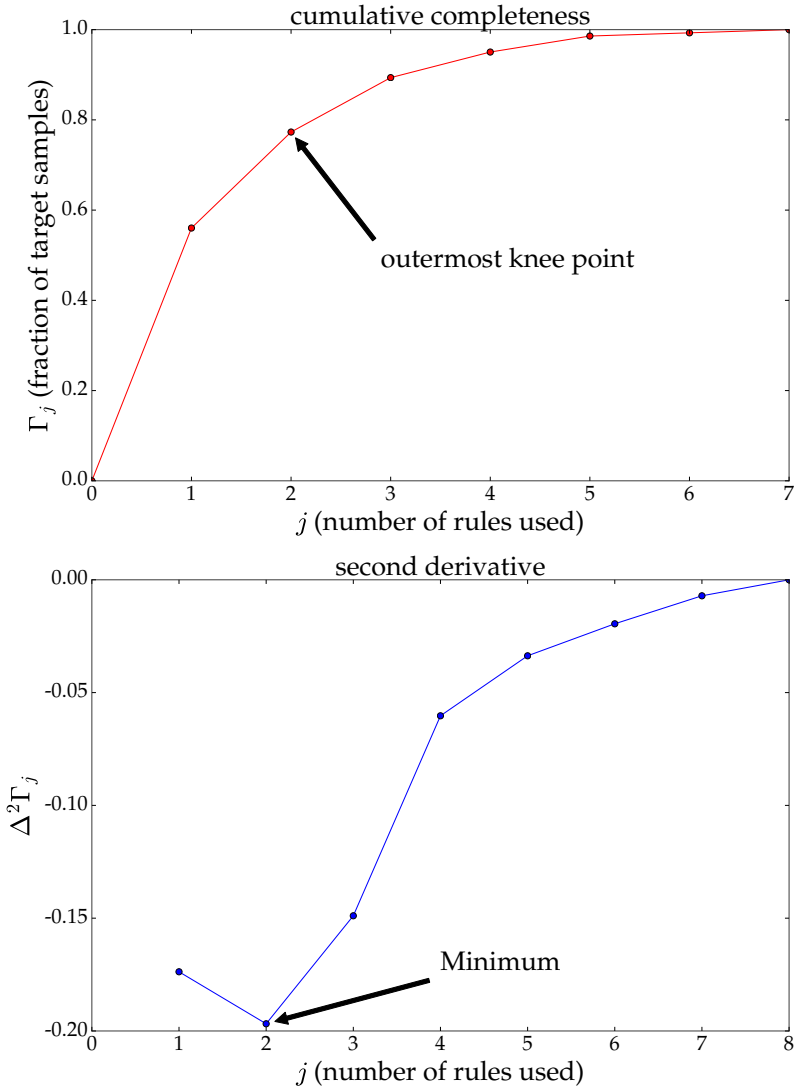 cumulative completeness
1.0
0.8
0.6
0.4
0.2
0.0
Γj (fraction of target samples)
outermost knee point
0 1 2 3 4 5 6 7
j (number of rules used)
second derivative
0.00
-0.05
-0.10
-0.15
-0.20
Δ²Γj
Minimum
0 1 2 3 4 5 6 7 8
j (number of rules used)